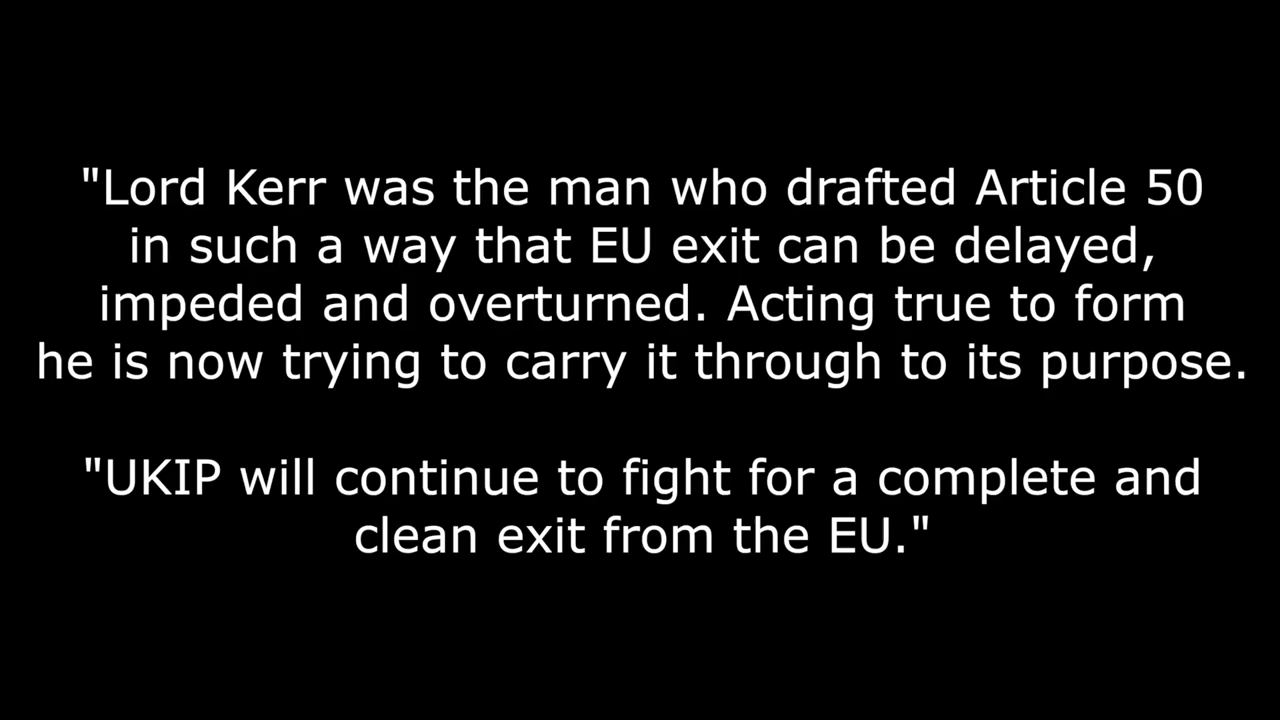 "Lord Kerr was the man who drafted Article 50
in such a way that EU exit can be delayed,
impeded and overturned. Acting true to form
he is now trying to carry it through to its purpose.
"UKIP will continue to fight for a complete and
clean exit from the EU."